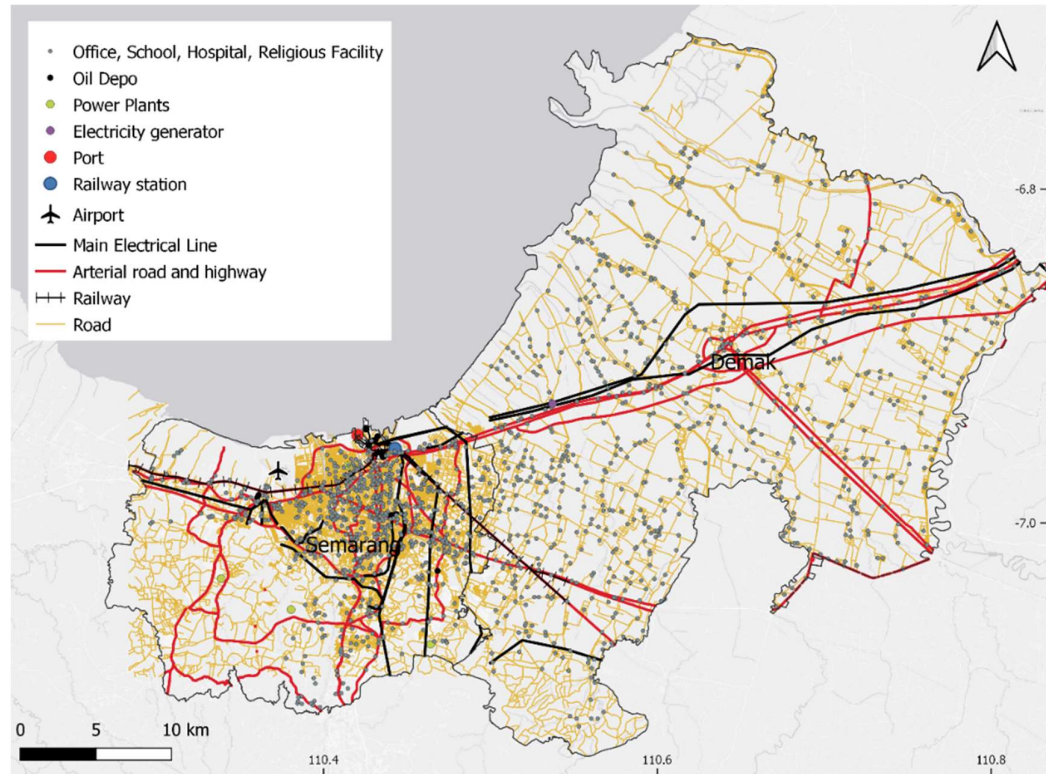 Office, School, Hospital, Religious Facility
Oil Depo
Power Plants
Electricity generator
Port
Railway station
Airport
Main Electrical Line
Arterial road and highway
Railway
Road
-6.8
Demak
-7.0
Semarang
0 5 10 km
110.4 110.6 110.8